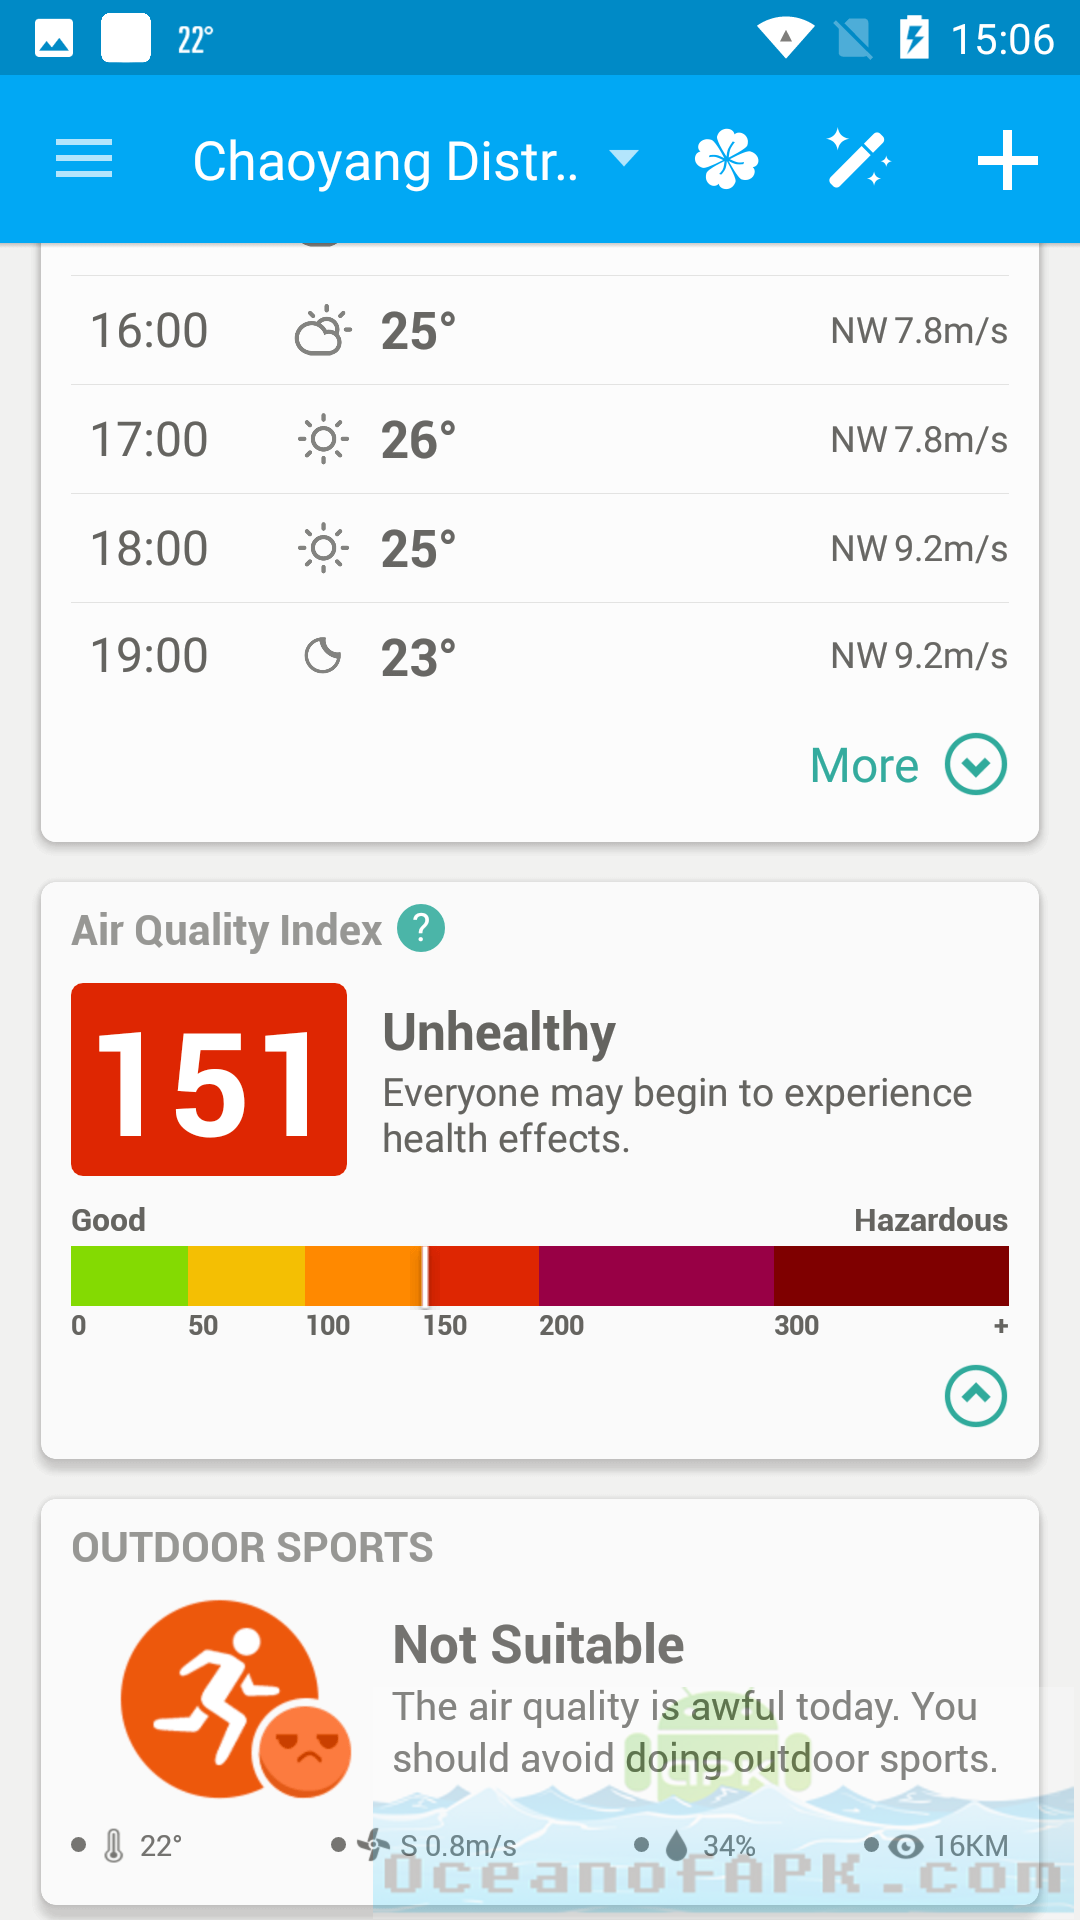 22° 15:06
Chaoyang Distr..
16:00 25° NW 7.8m/s
17:00 26° NW 7.8m/s
18:00 25° NW 9.2m/s
19:00 23° NW 9.2m/s
More
Air Quality Index ?
151
Unhealthy
Everyone may begin to experience
health effects.
Good Hazardous
0 50 100 150 200 300 +
OUTDOOR SPORTS
Not Suitable
The air quality is awful today. You
should avoid doing outdoor sports.
APK
22° S 0.8m/s 34% 16KM
OceanofAPK.com